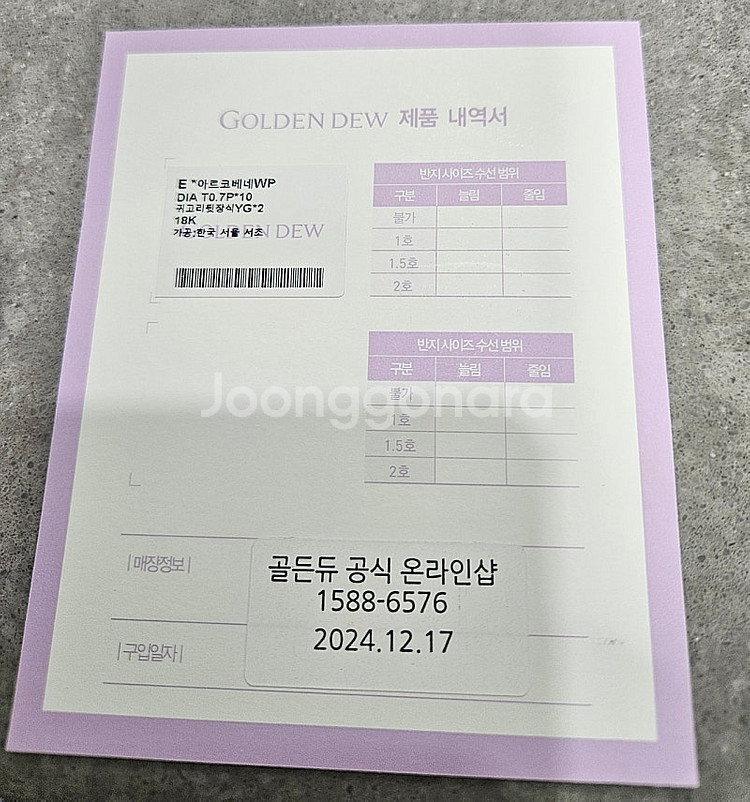 GOLDEN DEW 제품 내역서
E *아르코베네WP
DIA T0.7P*10
귀고리뒷장식YG*2
18K
가공:한국 서울 서초
GOLDEN DEW
반지 사이즈 수선 범위
구분 늘림 줄임
불가
1호
1.5호
2호
반지 사이즈 수선 범위
구분 늘림 줄임
불가
1호
1.5호
2호
Joonggonara
|매장정보|
골든듀 공식 온라인샵
1588-6576
|구입일자|
2024.12.17